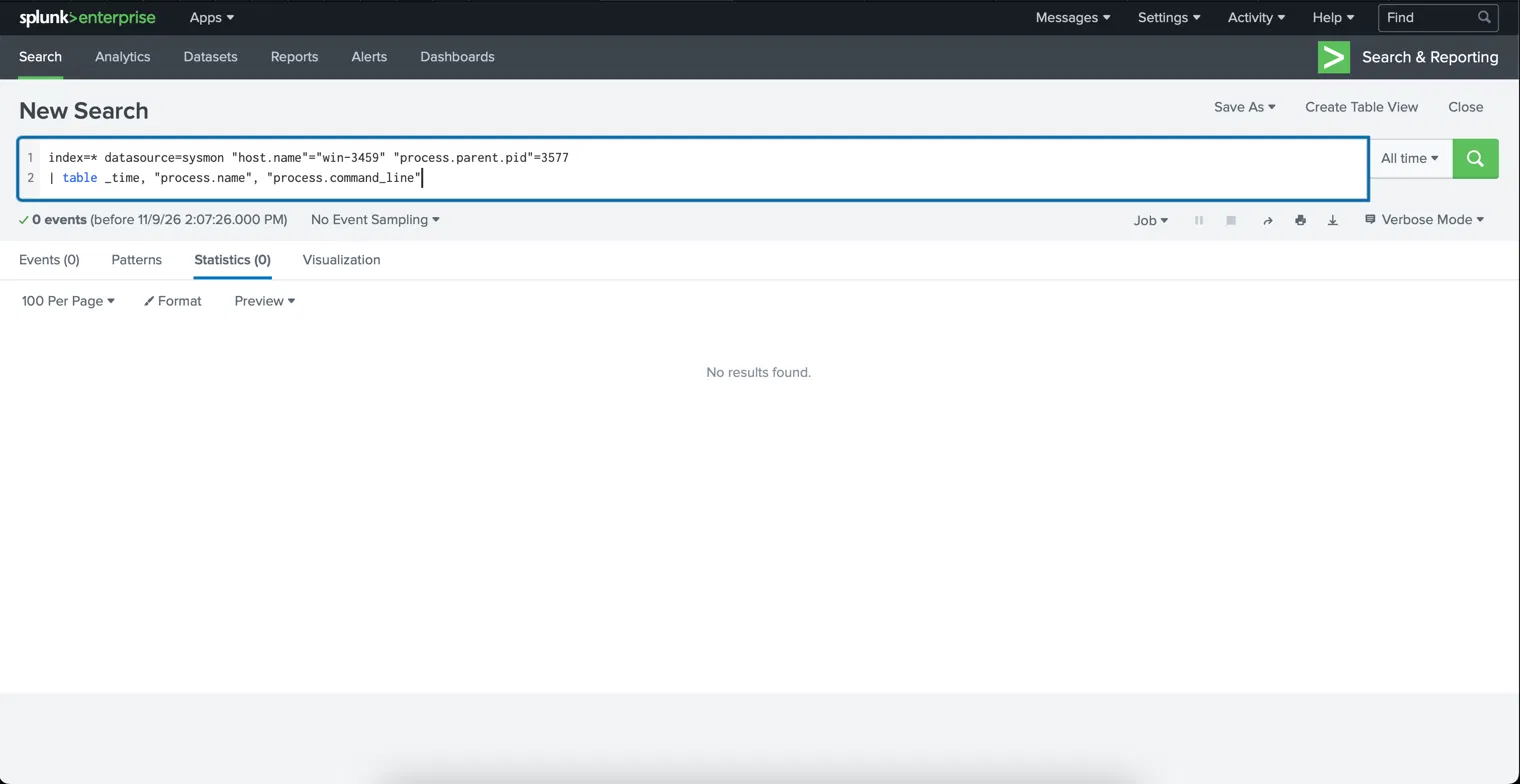 splunk>enterprise Apps Messages Settings Activity Help Find
Search Analytics Datasets Reports Alerts Dashboards Search & Reporting
New Search Save As Create Table View Close
1 index=* datasource=sysmon "host.name"="win-3459" "process.parent.pid"=3577 All time
2 | table _time, "process.name", "process.command_line"
0 events (before 11/9/26 2:07:26.000 PM) No Event Sampling Job Verbose Mode
Events (0) Patterns Statistics (0) Visualization
100 Per Page Format Preview
No results found.